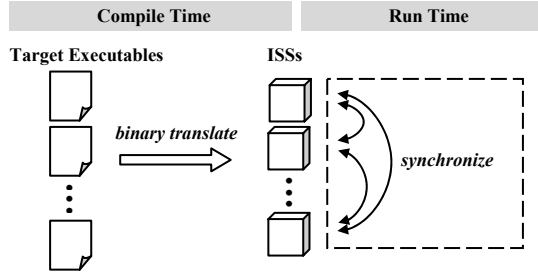 Compile Time
Run Time
Target Executables
ISSs
binary translate
synchronize